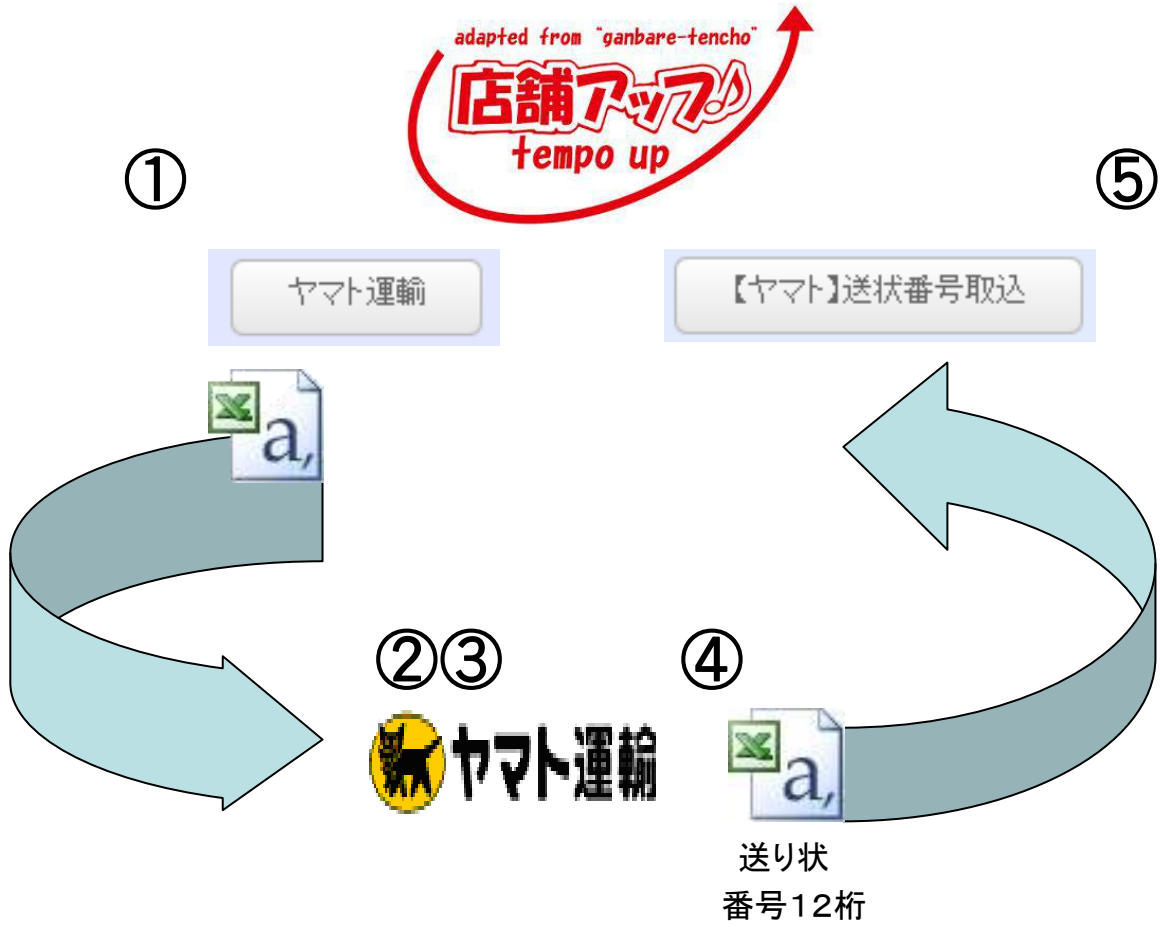 adapted from "ganbare-tencho"
店舗アップ♪
tempo up
①
⑤
ヤマト運輸
【ヤマト】送状番号取込
a,
②③
④
ヤマト運輸
a,
送り状
番号12桁